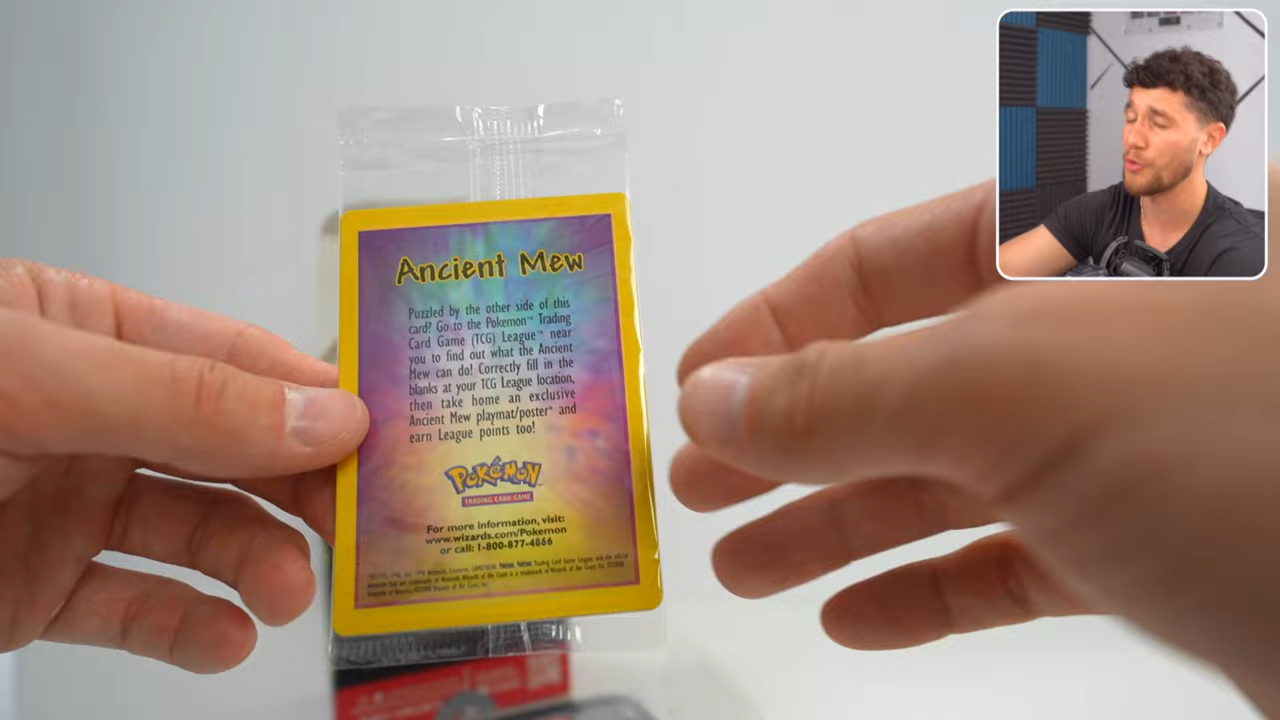 Ancient Mew
Puzzled by the other side of this
card? Go to the Pokemon™ Trading
Card Game (TCG) League™ near
you to find out what the Ancient
Mew can do! Correctly fill in the
blanks at your TCG League location,
then take home an exclusive
Ancient Mew playmat/poster* and
earn League points too!
POKéMON
TRADING CARD GAME
For more information, visit:
www.wizards.com/Pokemon
or call: 1-800-877-4866